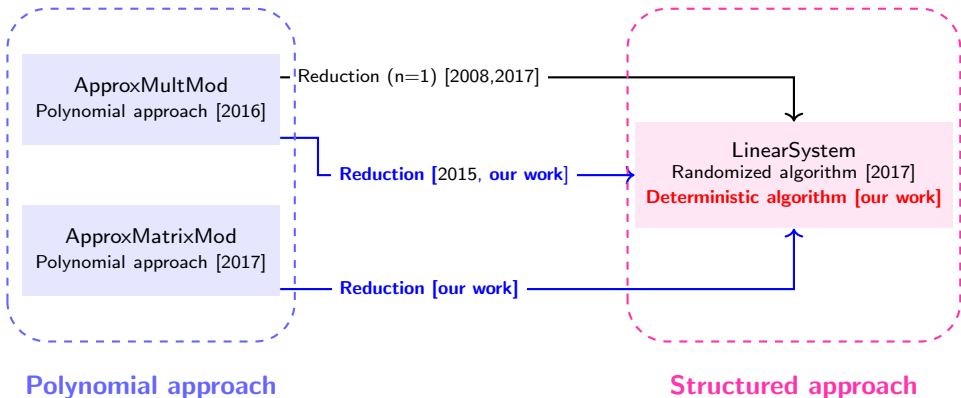 ApproxMultMod
Polynomial approach [2016]
Reduction (n=1) [2008,2017]
LinearSystem
Randomized algorithm [2017]
Deterministic algorithm [our work]
Reduction [2015, our work]
ApproxMatrixMod
Polynomial approach [2017]
Reduction [our work]
Polynomial approach
Structured approach